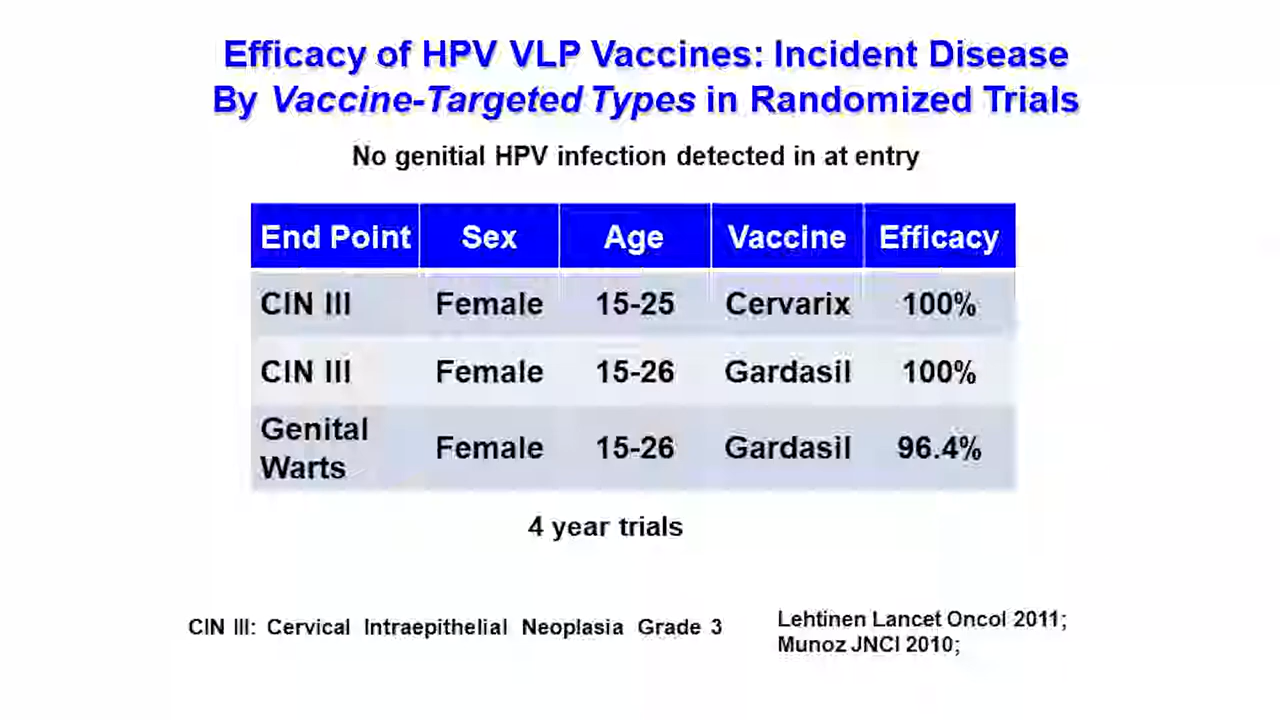 Efficacy of HPV VLP Vaccines: Incident Disease
By Vaccine-Targeted Types in Randomized Trials
No genitial HPV infection detected in at entry
End Point Sex Age Vaccine Efficacy
CIN III Female 15-25 Cervarix 100%
CIN III Female 15-26 Gardasil 100%
Genital
Warts Female 15-26 Gardasil 96.4%
4 year trials
CIN III: Cervical Intraepithelial Neoplasia Grade 3
Lehtinen Lancet Oncol 2011;
Munoz JNCI 2010;